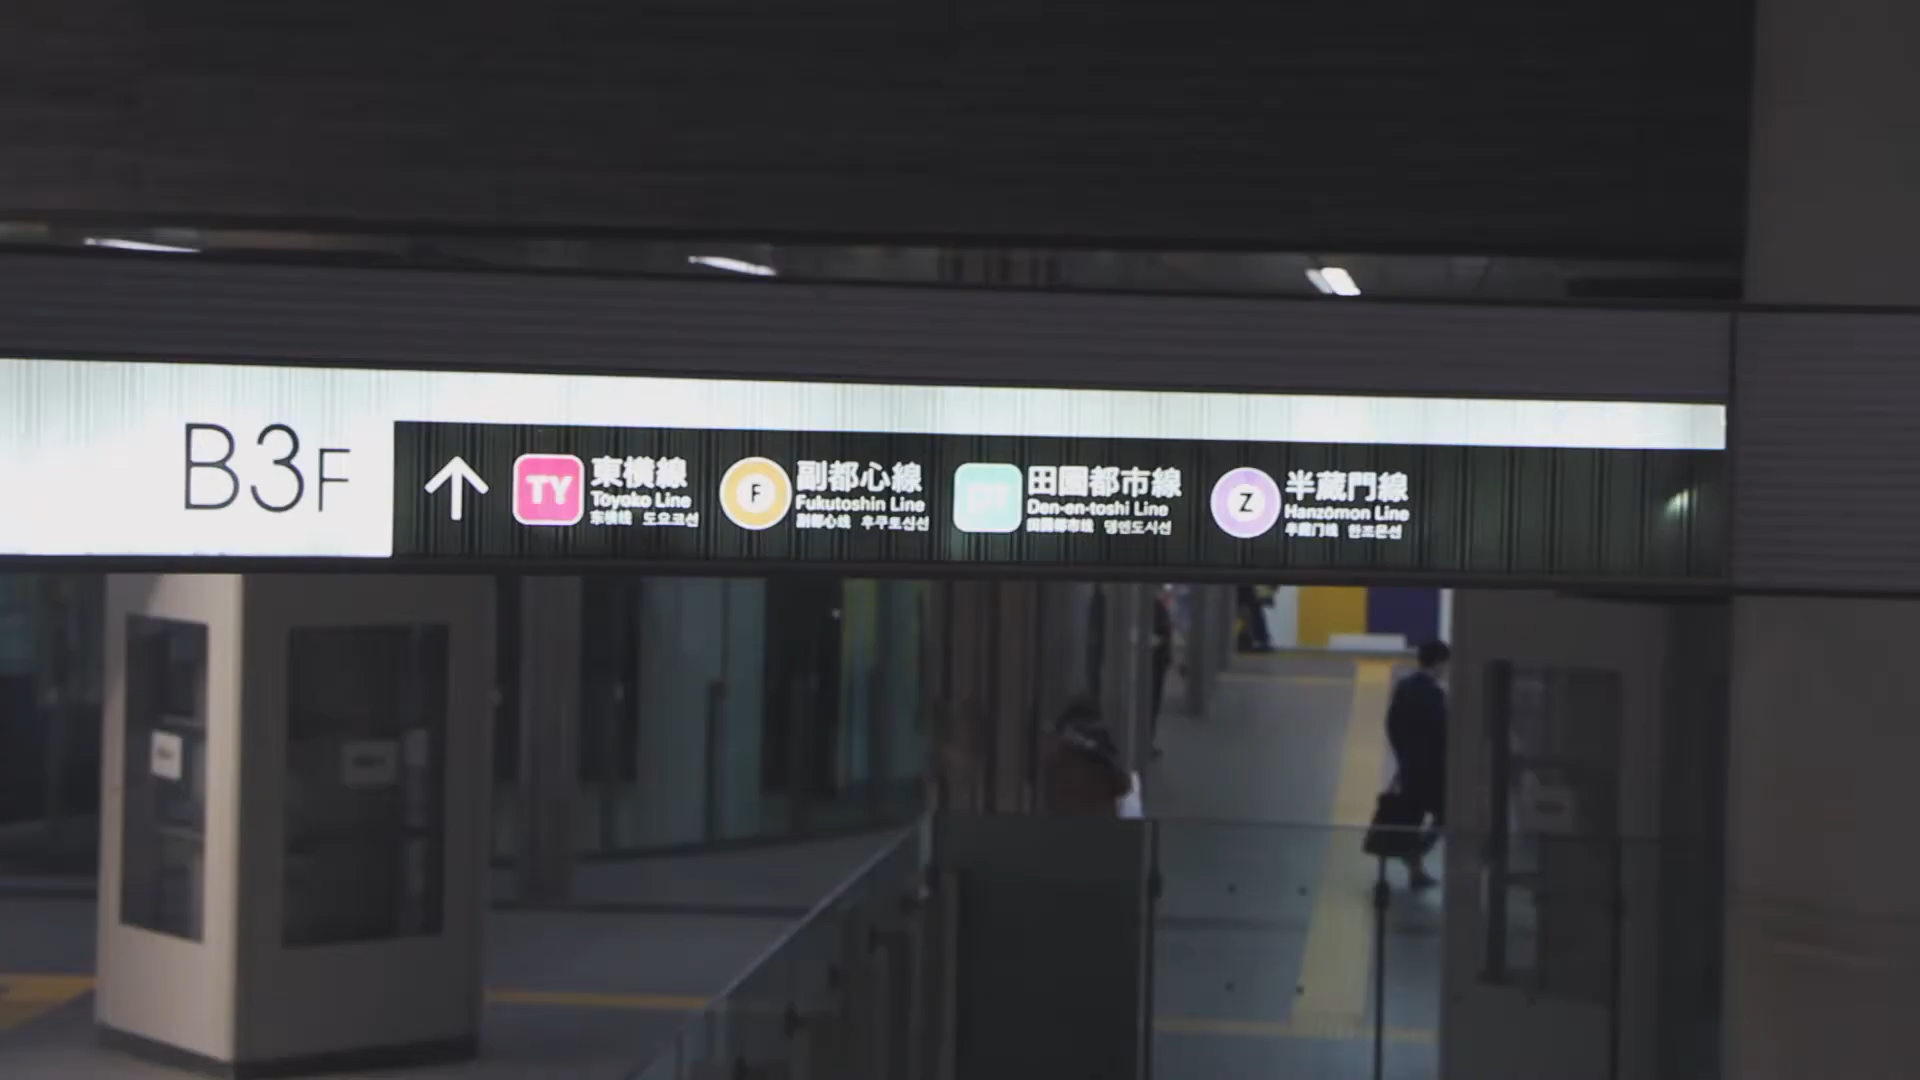 B3F
↑ TY 東横線 F 副都心線 DT 田園都市線 Z 半蔵門線
Toyoko Line Fukutoshin Line Den-en-toshi Line Hanzōmon Line
东横线 도요코선 副都心线 후쿠토신선 田园都市线 덴엔도시선 半藏门线 한조몬선